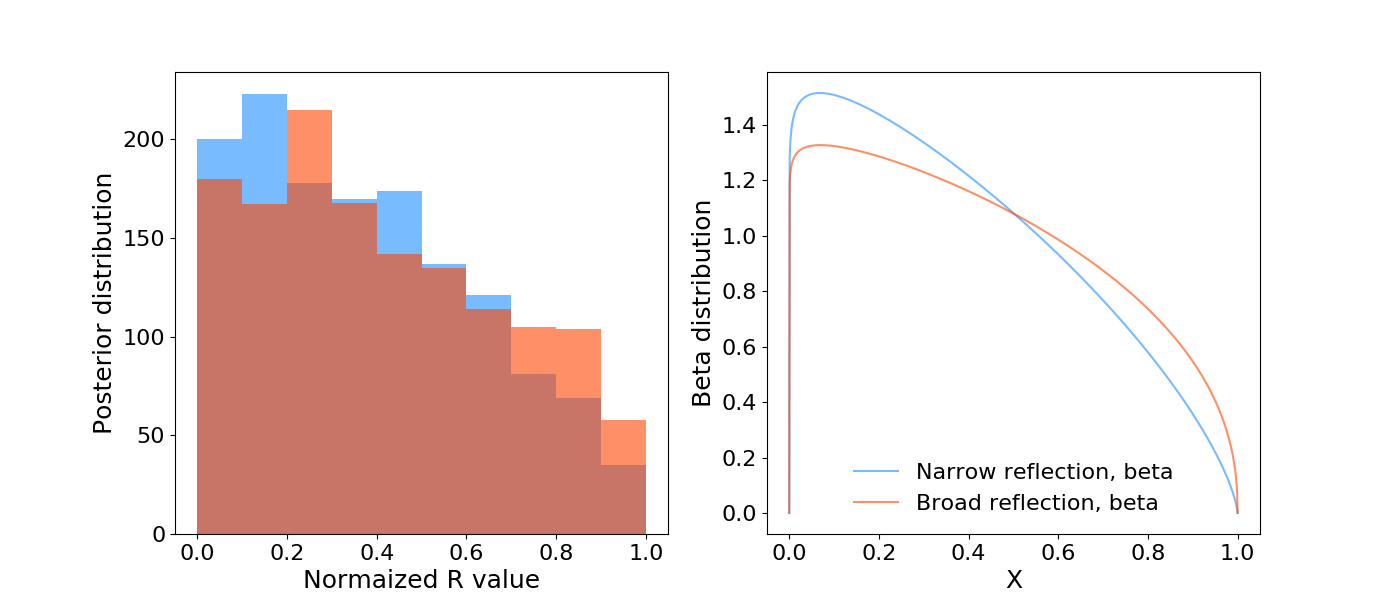 Posterior distribution
200
150
100
50
0
0.0 0.2 0.4 0.6 0.8 1.0
Normaized R value
Beta distribution
1.4
1.2
1.0
0.8
0.6
0.4
0.2
0.0
Narrow reflection, beta
Broad reflection, beta
0.0 0.2 0.4 0.6 0.8 1.0
X